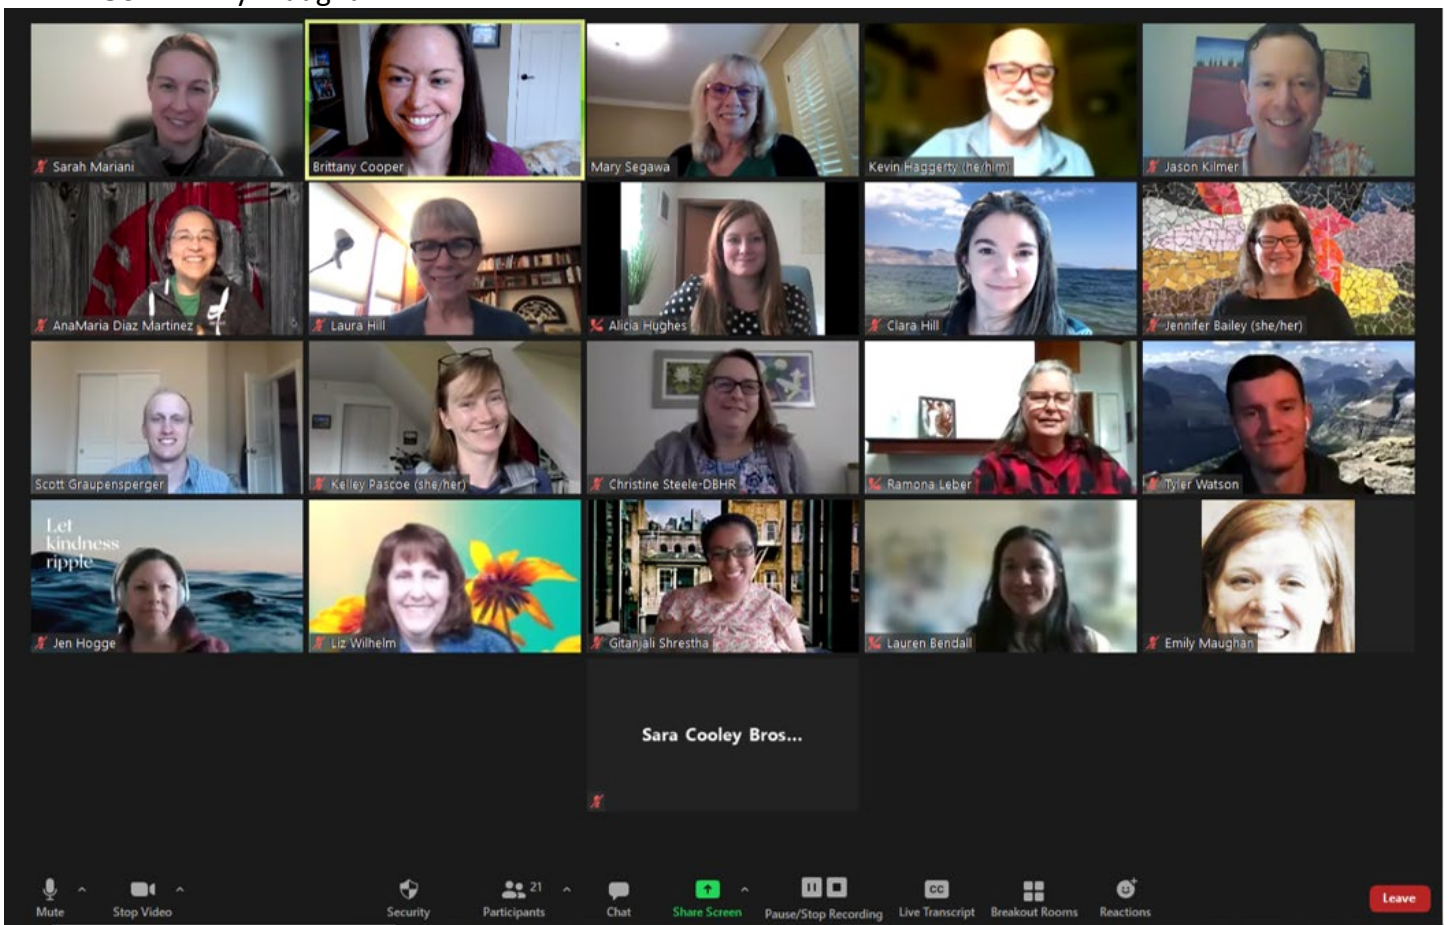 Sarah Mariani
Brittany Cooper
Mary Segawa
Kevin Haggerty (he/him)
Jason Kilmer
AnaMaria Diaz Martinez
Laura Hill
Alicia Hughes
Clara Hill
Jennifer Bailey (she/her)
Scott Graupensperger
Kelley Pascoe (she/her)
Christine Steele-DBHR
Ramona Leber
Tyler Watson
Let
kindness
ripple
Jen Hogge
Liz Wilhelm
Gitanjali Shrestha
Lauren Bendall
Emily Maughan
Sara Cooley Bros...
21
CC
Mute
Stop Video
Security
Participants
Chat
Share Screen
Pause/Stop Recording
Live Transcript
Breakout Rooms
Reactions
Leave